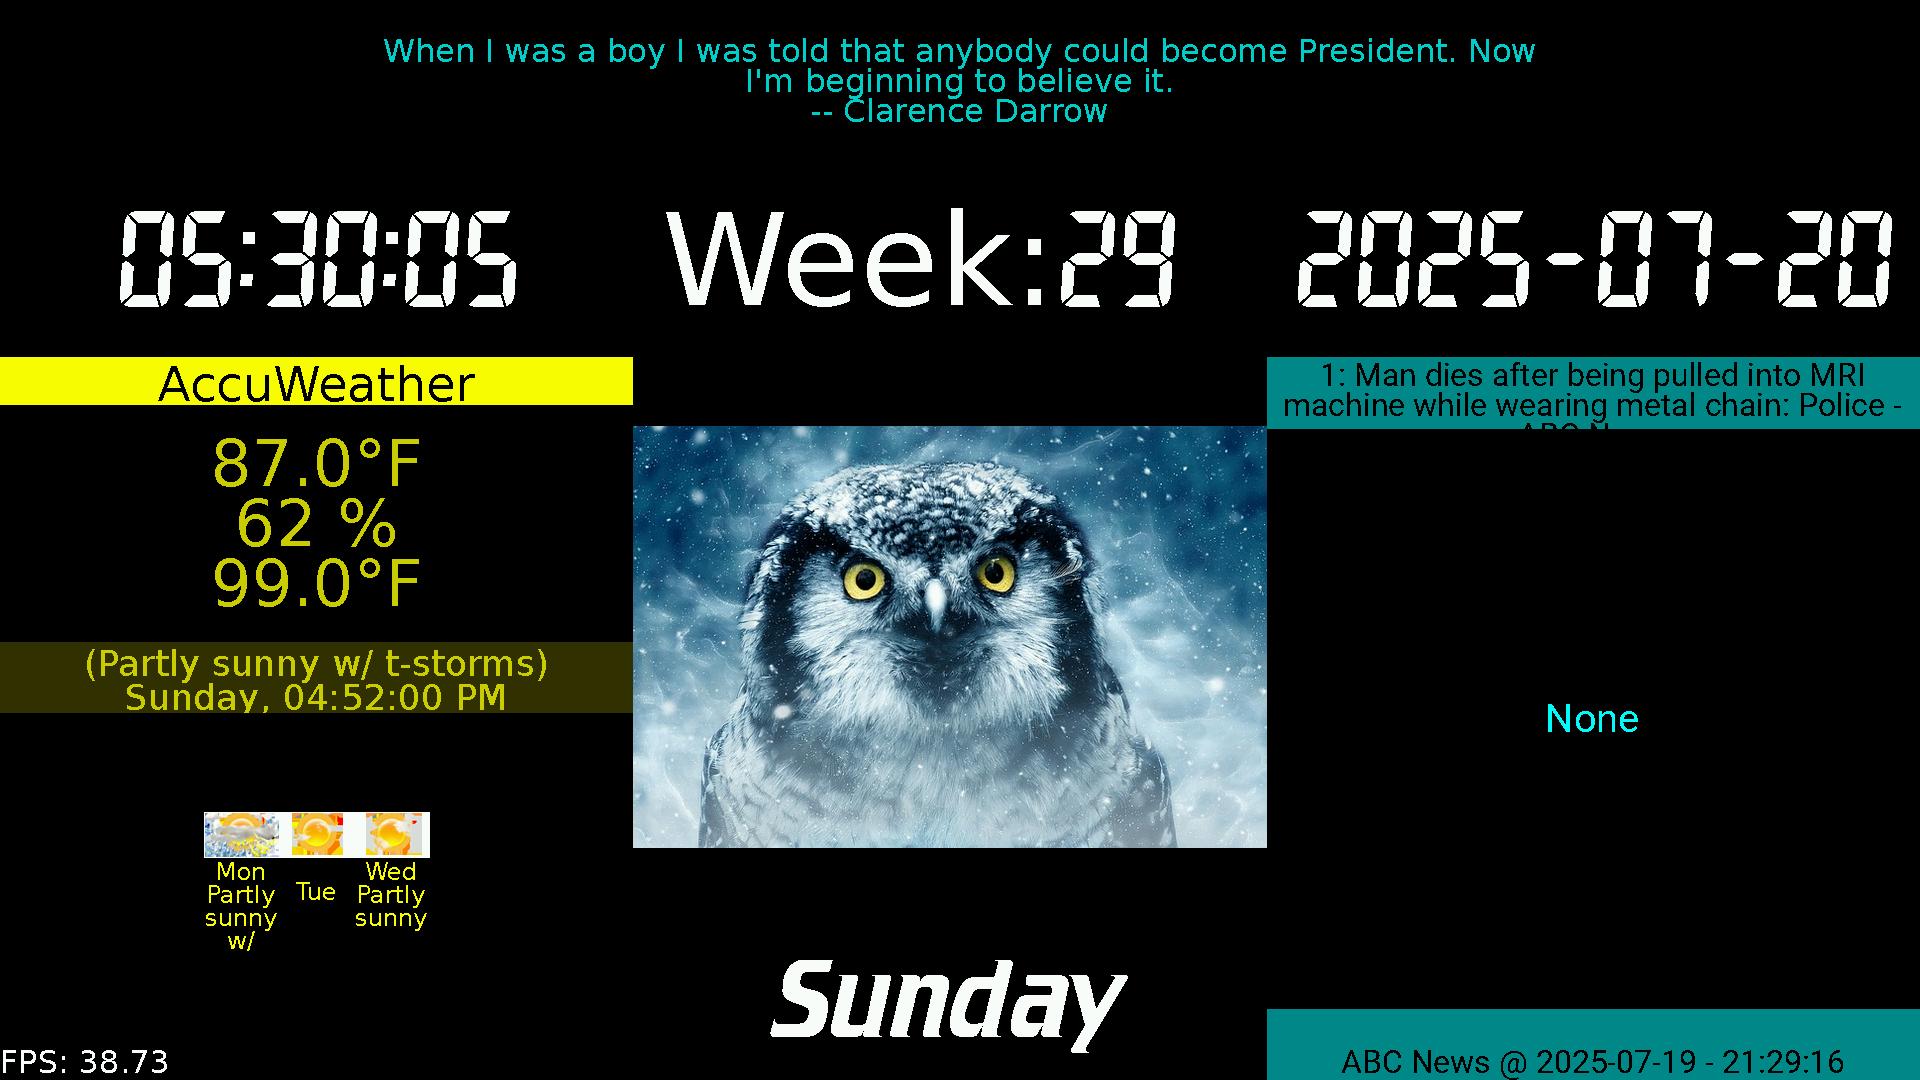 When I was a boy I was told that anybody could become President. Now
I'm beginning to believe it.
-- Clarence Darrow
05:30:05
Week:29
2025-07-20
AccuWeather
87.0°F
62 %
99.0°F
(Partly sunny w/ t-storms)
Sunday, 04:52:00 PM
Mon
Partly
sunny
w/
Tue
Wed
Partly
sunny
1: Man dies after being pulled into MRI
machine while wearing metal chain: Police -
None
Sunday
FPS: 38.73
ABC News @ 2025-07-19 - 21:29:16